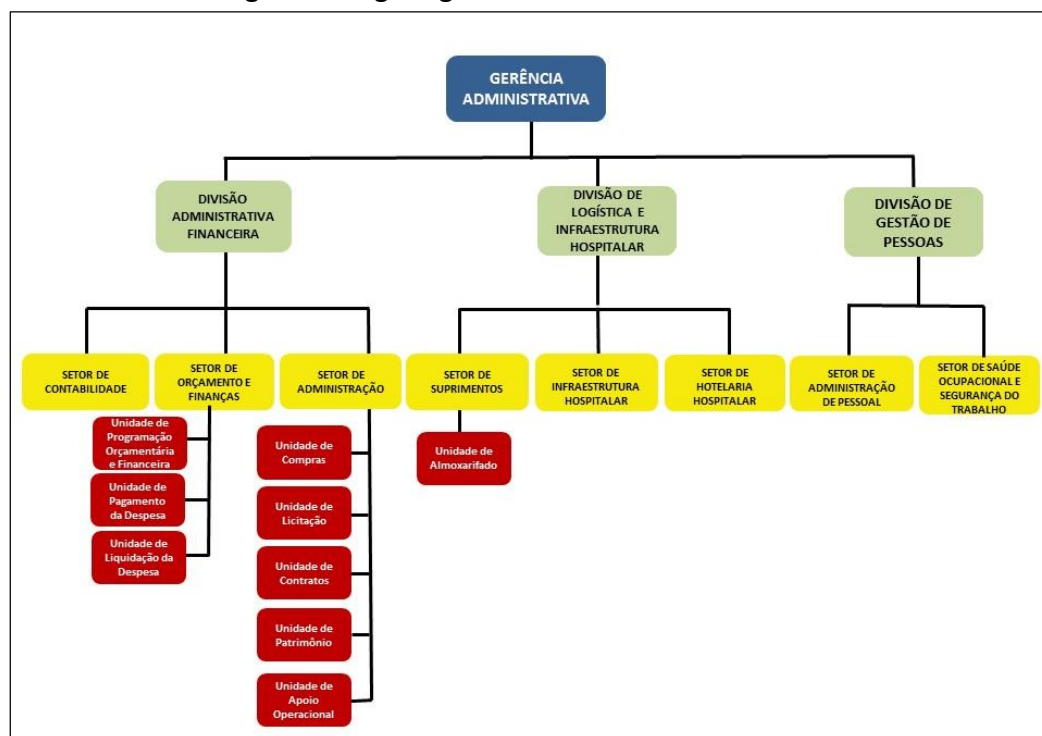 GERÊNCIA
ADMINISTRATIVA
DIVISÃO
ADMINISTRATIVA
FINANCEIRA
DIVISÃO DE
LOGÍSTICA E
INFRAESTRUTURA
HOSPITALAR
DIVISÃO DE
GESTÃO DE
PESSOAS
SETOR DE
CONTABILIDADE
SETOR DE
ORÇAMENTO E
FINANÇAS
SETOR DE
ADMINISTRAÇÃO
SETOR DE
SUPRIMENTOS
SETOR DE
INFRAESTRUTURA
HOSPITALAR
SETOR DE
HOTELARIA
HOSPITALAR
SETOR DE
ADMINISTRAÇÃO
DE PESSOAL
SETOR DE SAÚDE
OCUPACIONAL E
SEGURANÇA DO
TRABALHO
Unidade de
Programação
Orçamentária
e Financeira
Unidade de
Pagamento
da Despesa
Unidade de
Liquidação da
Despesa
Unidade de
Compras
Unidade de
Licitação
Unidade de
Contratos
Unidade de
Patrimônio
Unidade de
Apoio
Operacional
Unidade de
Almoxarifado